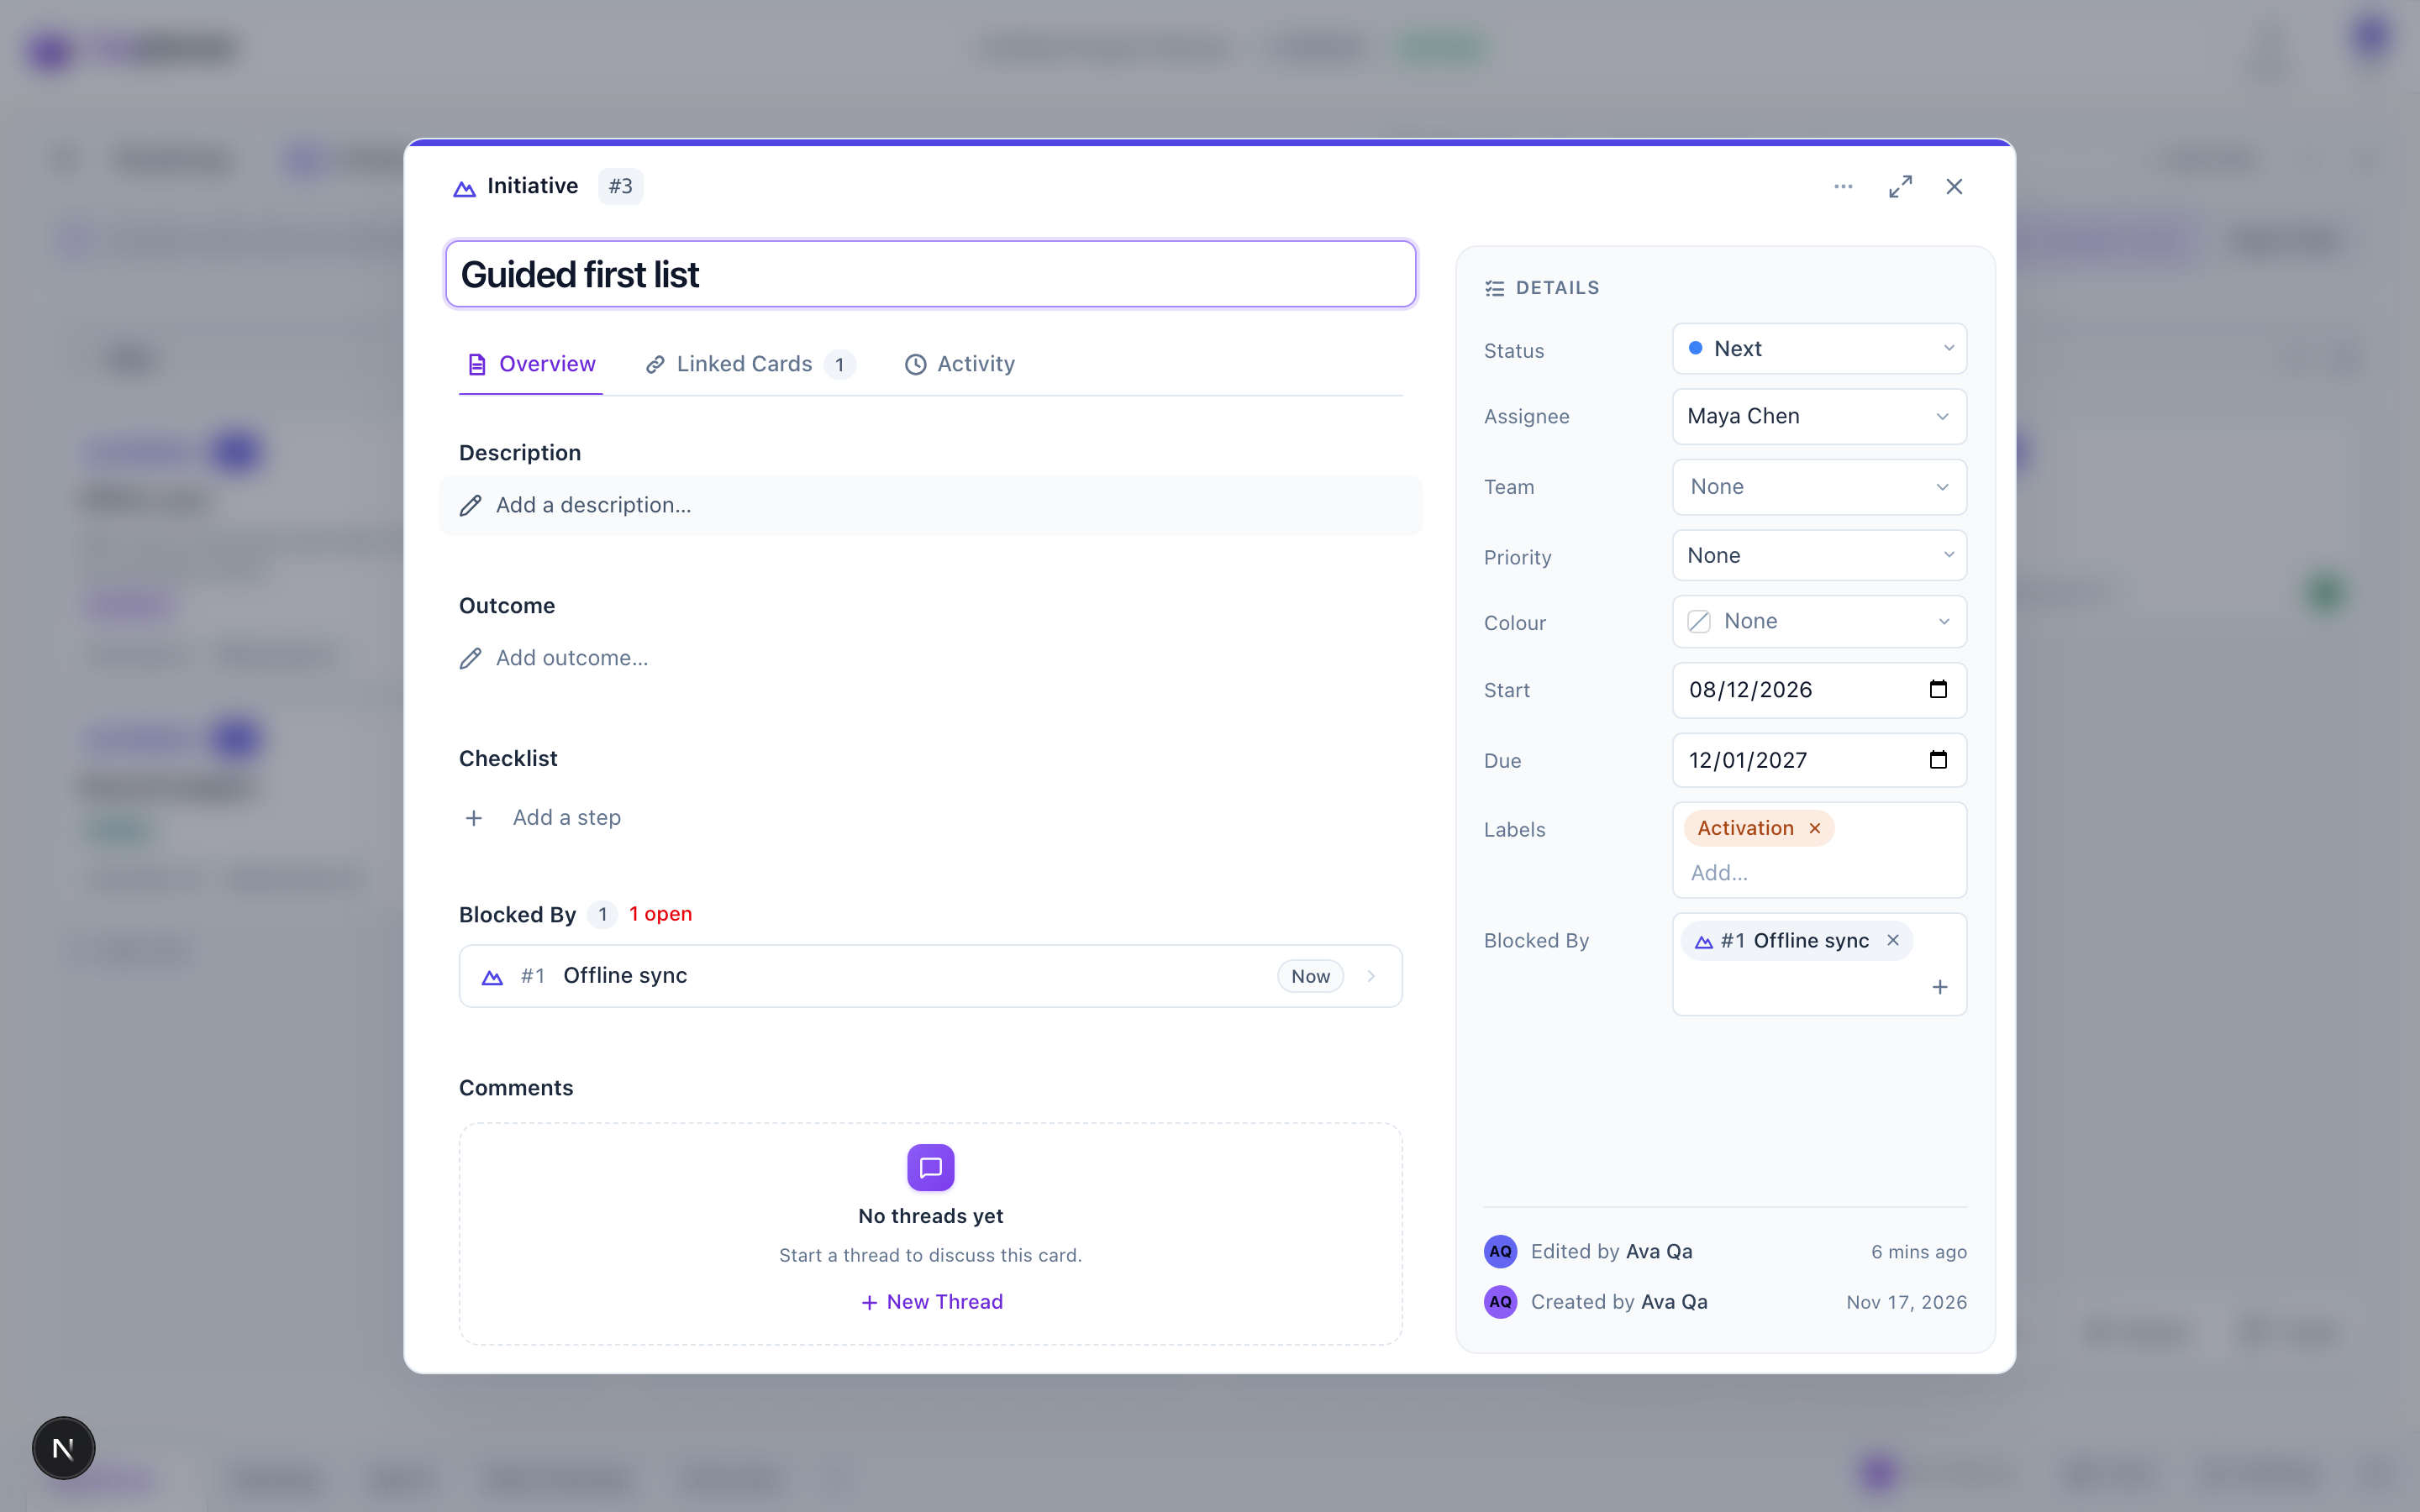 Initiative #3
Guided first list
Overview
Linked Cards 1
Activity
Description
Add a description...
Outcome
Add outcome...
Checklist
+ Add a step
Blocked By 1 1 open
#1 Offline sync Now
Comments
No threads yet
Start a thread to discuss this card.
+ New Thread
DETAILS
Status Next
Assignee Maya Chen
Team None
Priority None
Colour None
Start 08/12/2026
Due 12/01/2027
Labels Activation ×
Add...
Blocked By #1 Offline sync ×
+
AQ Edited by Ava Qa 6 mins ago
AQ Created by Ava Qa Nov 17, 2026
N